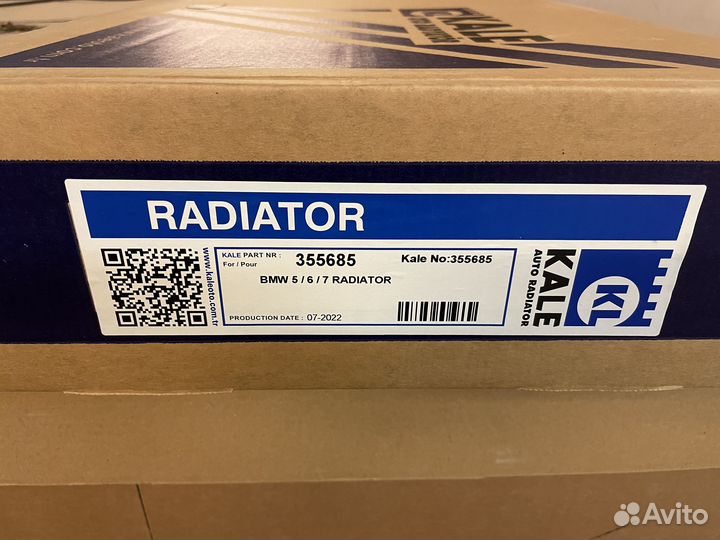 KALE
RADIATOR
www.kaleoto.com.tr
KALE PART NR : 355685 Kale No:355685
For / Pour
BMW 5 / 6 / 7 RADIATOR
PRODUCTION DATE : 07-2022
KALE
AUTO RADIATOR
KL
Avito